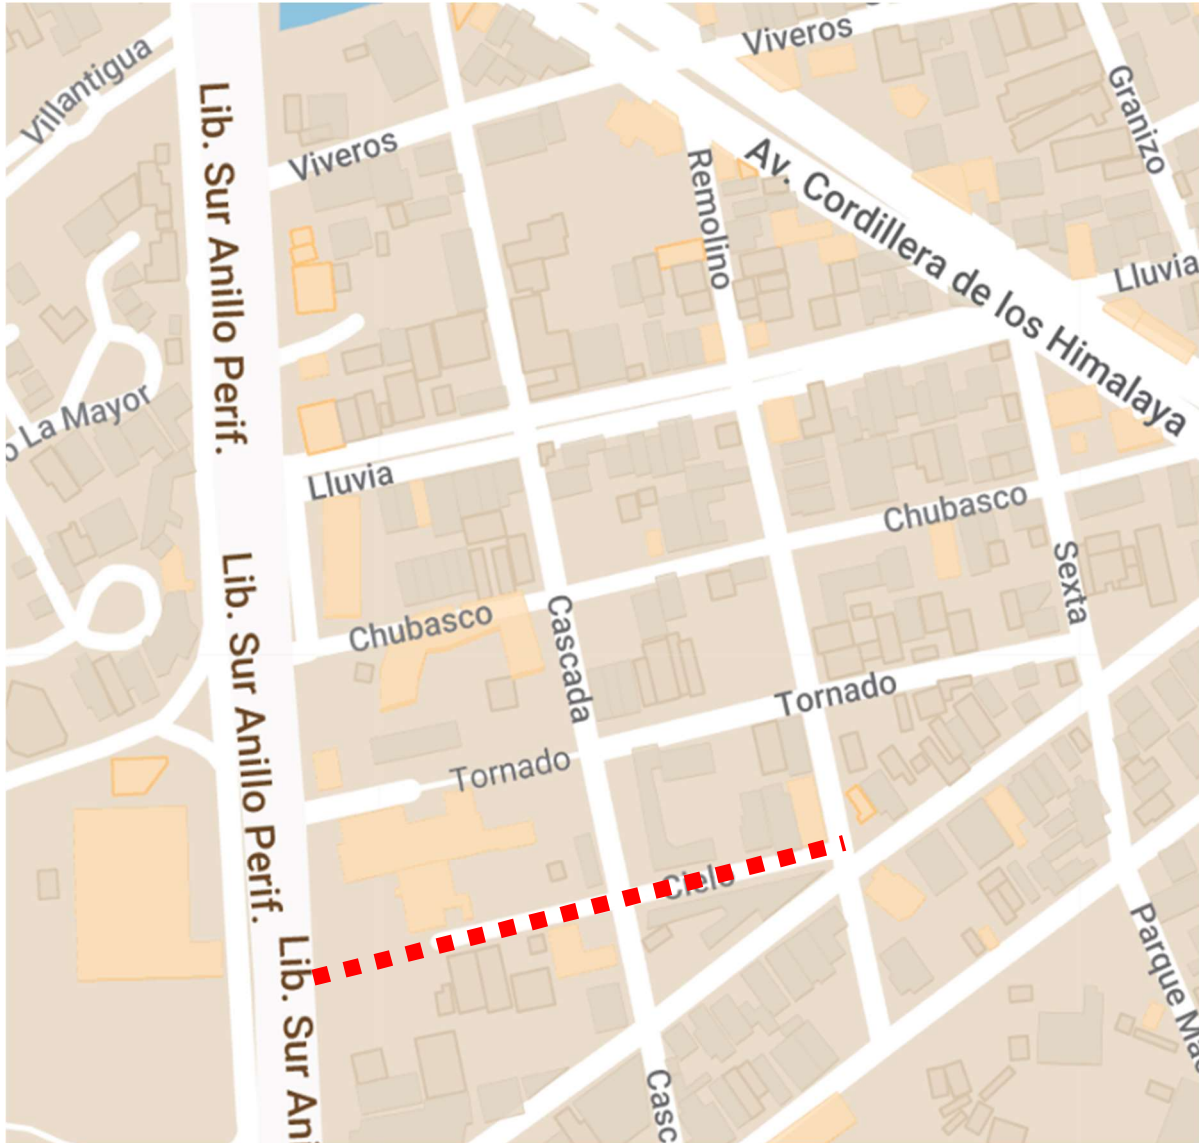 Villantigua
Viveros
Granizo
Lib. Sur Anillo Perif.
Viveros
Remolino
Av. Cordillera de los Himalaya
Lluvia
o La Mayor
Lluvia
Chubasco
Sexta
Lib. Sur Anillo Perif.
Chubasco
Cascada
Tornado
Tornado
Cielo
Parque Mac
Lib. Sur Ani
Casc